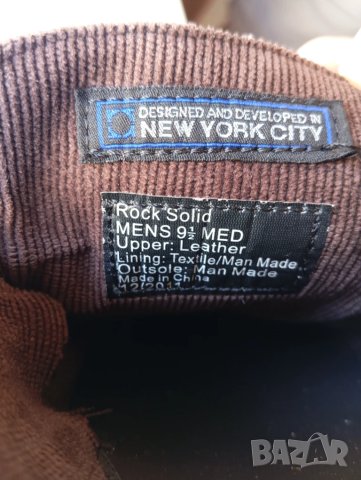 DESIGNED AND DEVELOPED IN
NEW YORK CITY
Rock Solid
MENS 9½ MED
Upper: Leather
Lining: Textile/Man Made
Outsole: Man Made
Made in China
12/2011
BAZAR